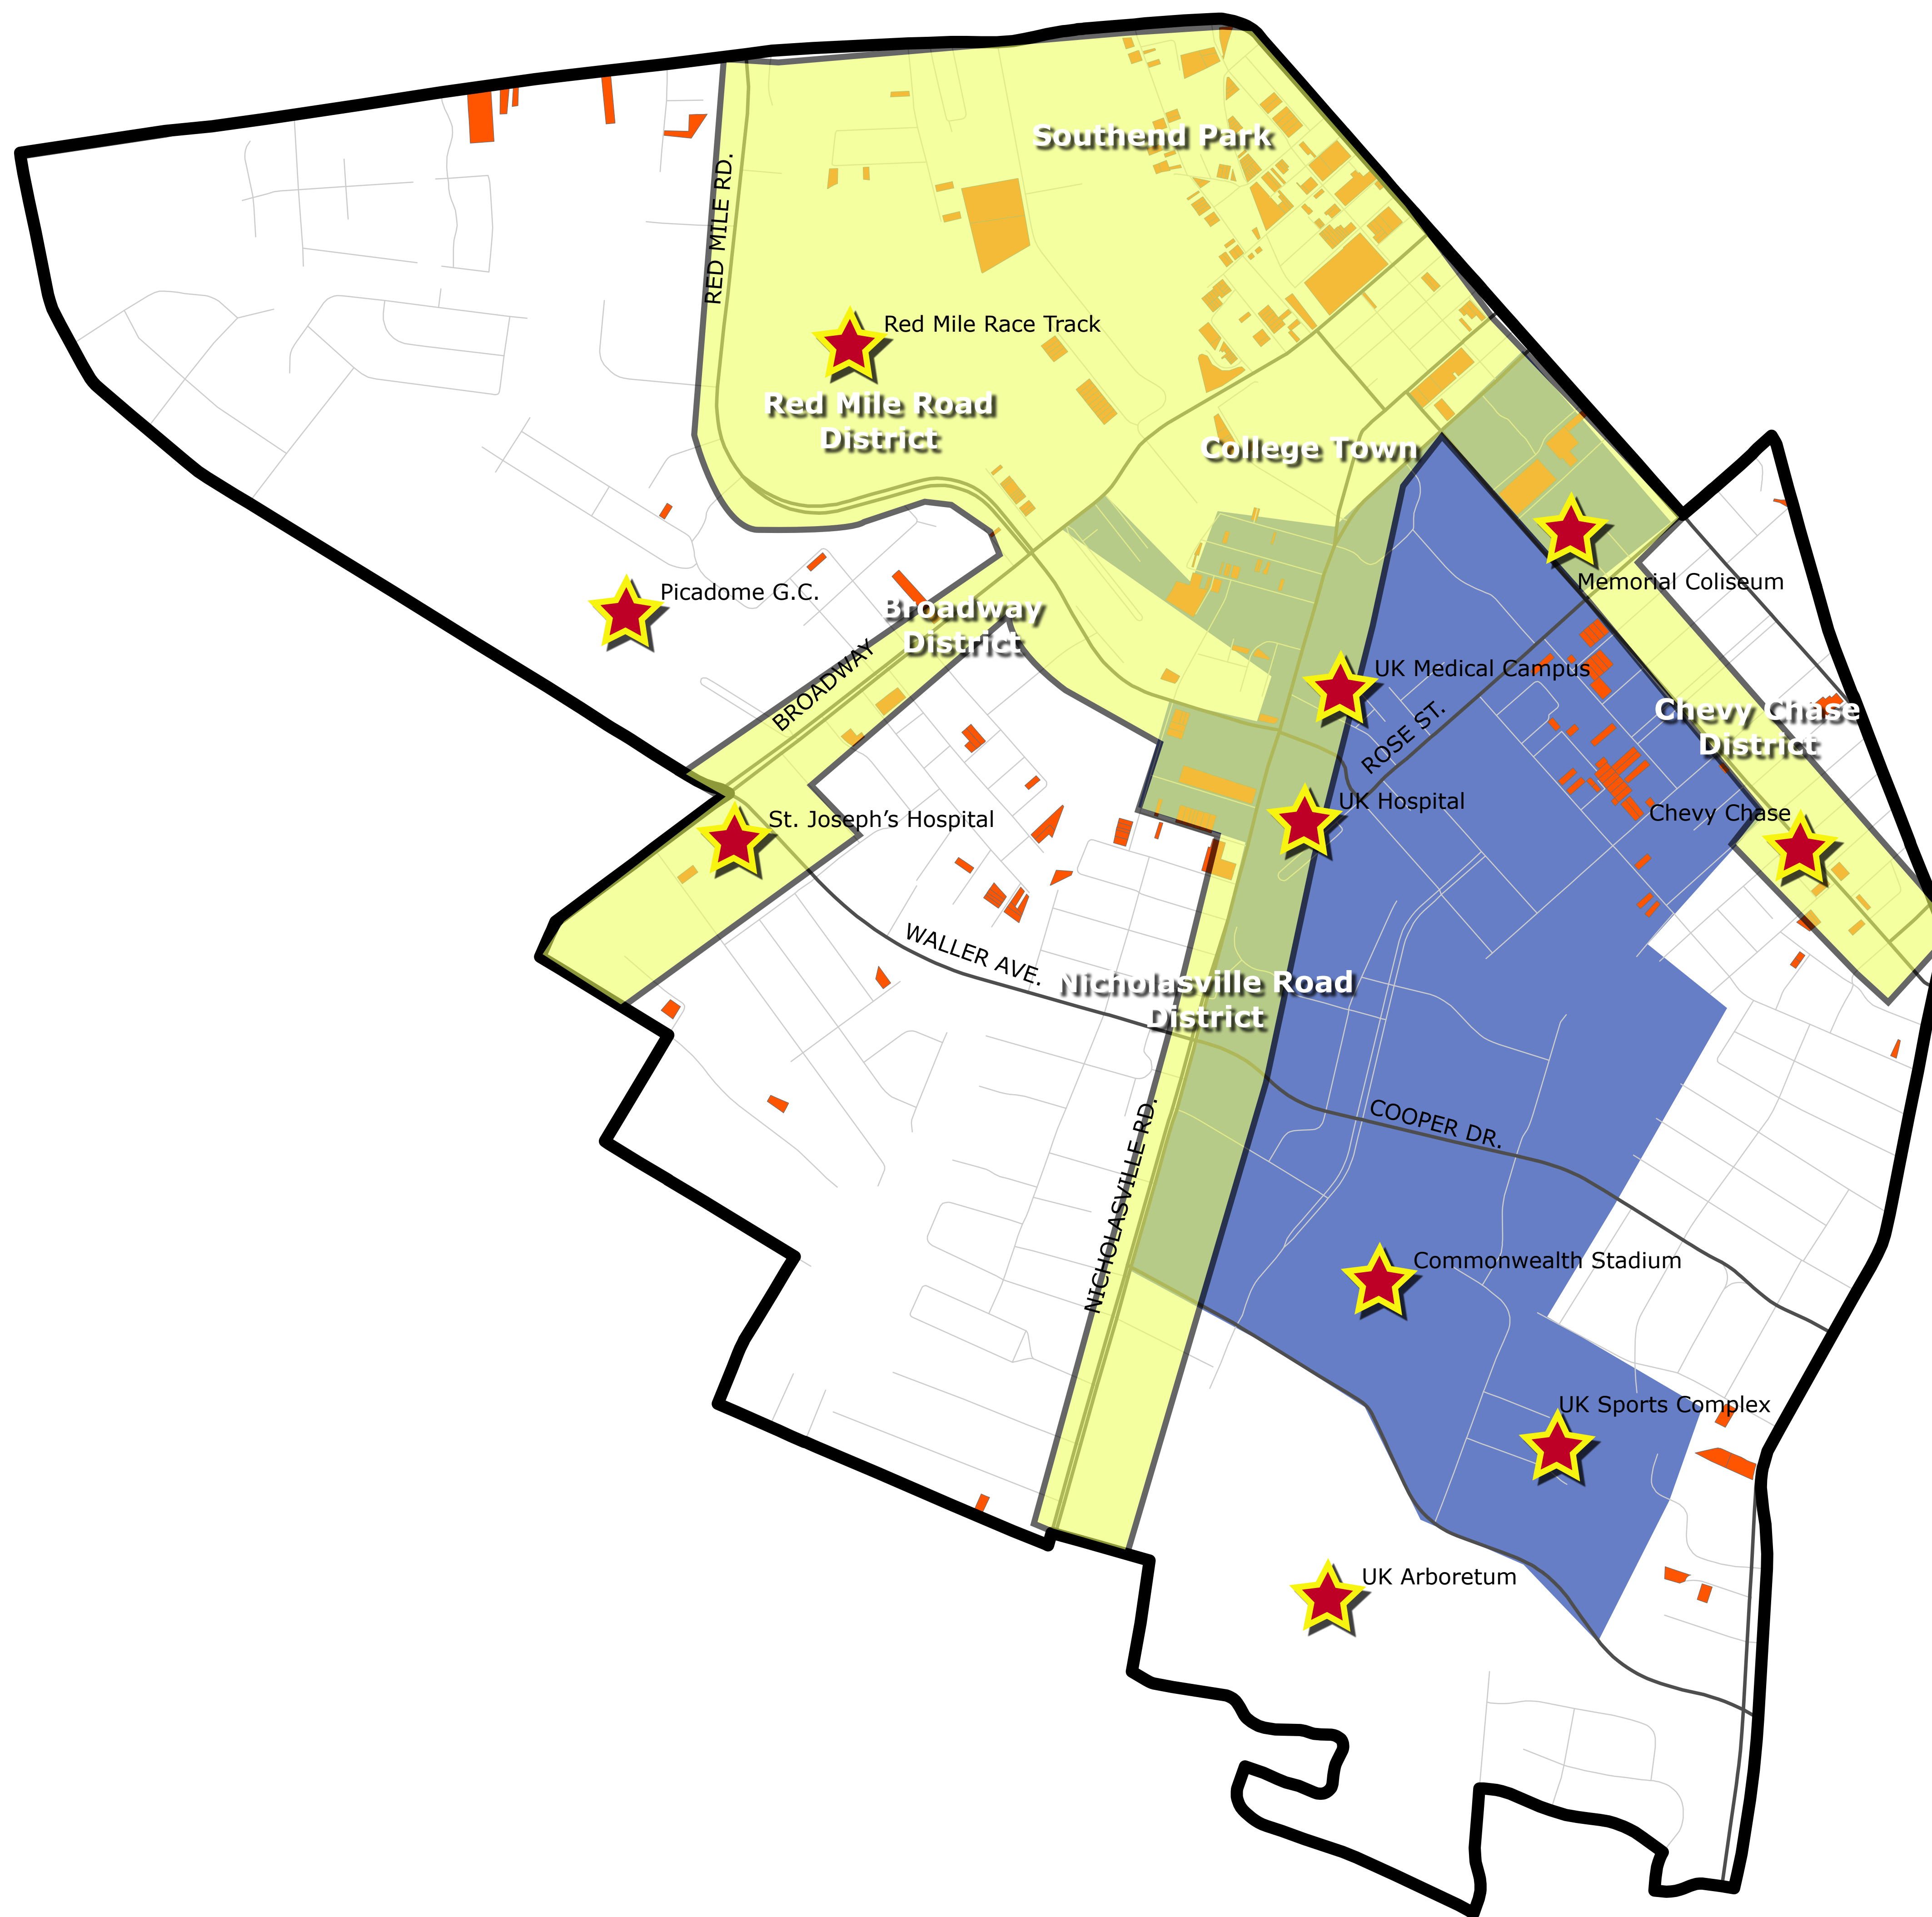 Southend Park
RED MILE RD.
Red Mile Race Track
Red Mile Road
District
College Town
Memorial Coliseum
Picadome G.C.
Broadway
District
BROADWAY
UK Medical Campus
ROSE ST.
Chevy Chase
District
UK Hospital
Chevy Chase
St. Joseph’s Hospital
WALLER AVE.
Nicholasville Road
District
COOPER DR.
NICHOLASVILLE RD.
Commonwealth Stadium
UK Sports Complex
UK Arboretum